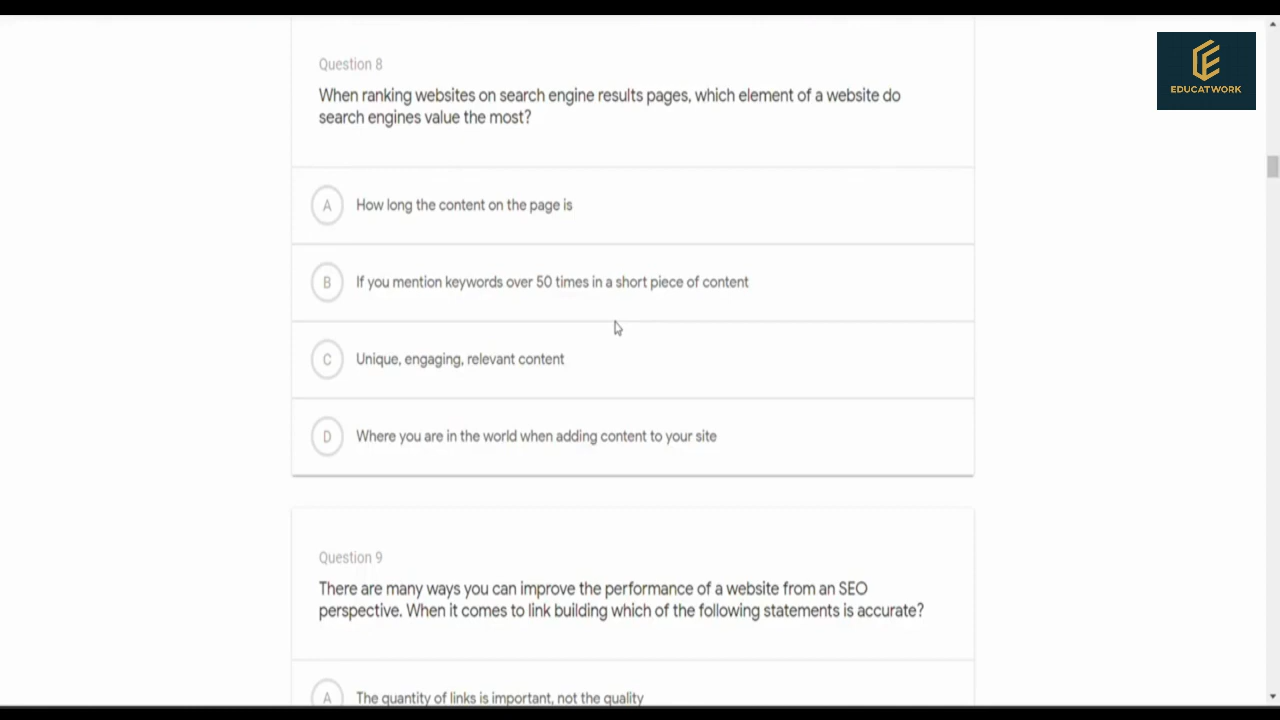 EDUCATWORK
Question 8
When ranking websites on search engine results pages, which element of a website do
search engines value the most?
A How long the content on the page is
B If you mention keywords over 50 times in a short piece of content
C Unique, engaging, relevant content
D Where you are in the world when adding content to your site
Question 9
There are many ways you can improve the performance of a website from an SEO
perspective. When it comes to link building which of the following statements is accurate?
A The quantity of links is important, not the quality